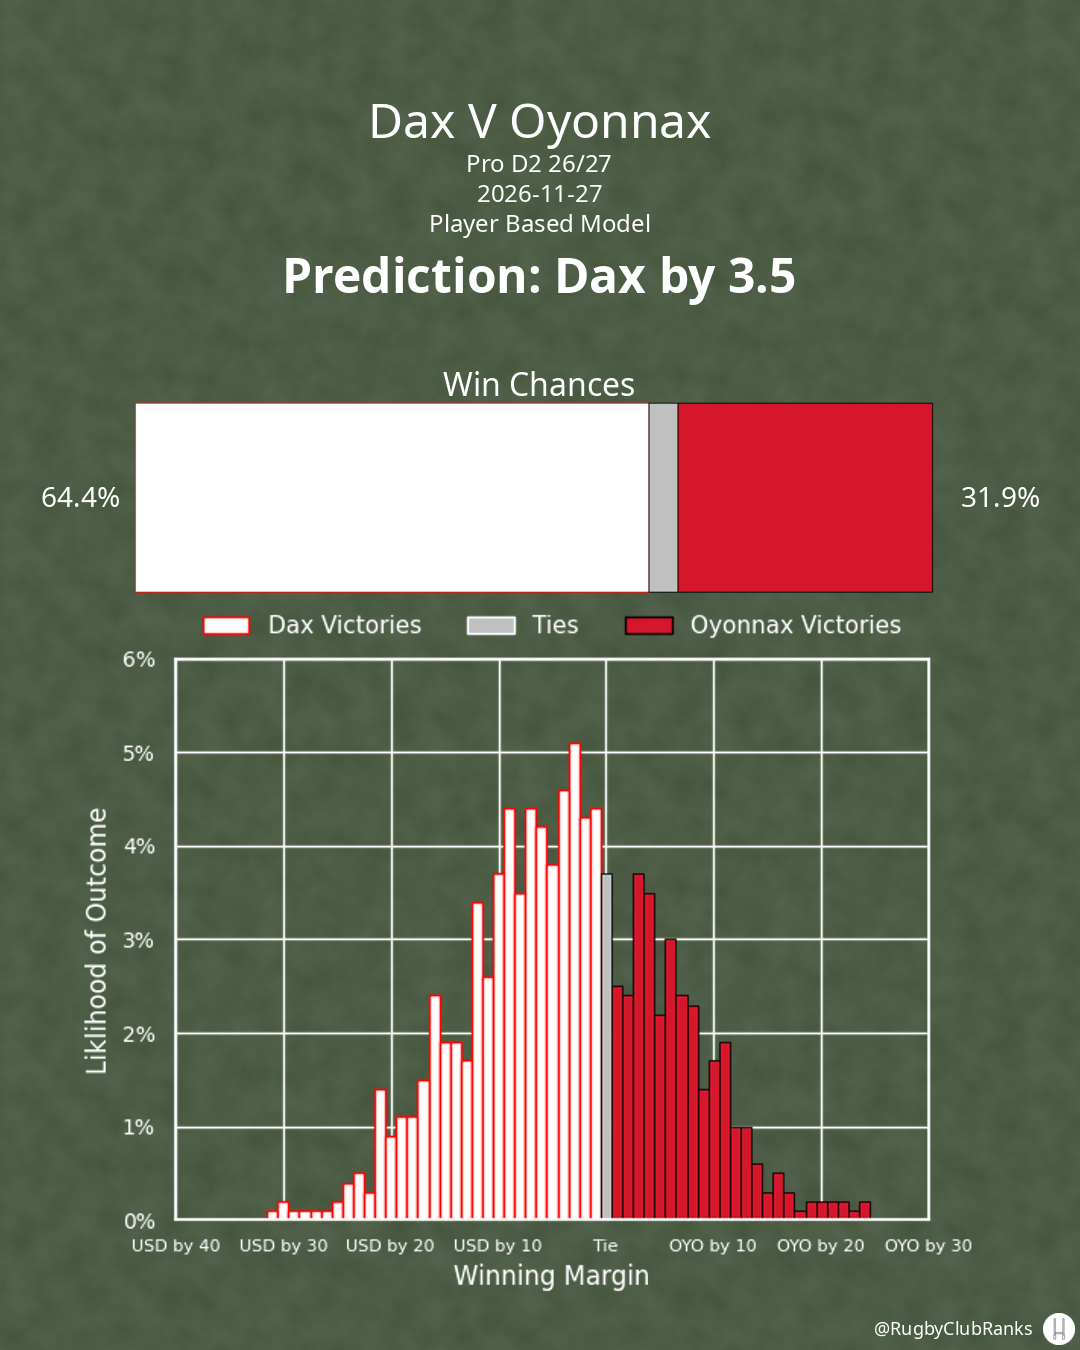 Dax V Oyonnax
Pro D2 26/27
2026-11-27
Player Based Model
Prediction: Dax by 3.5
Win Chances
64.4%
31.9%
Dax Victories
Ties
Oyonnax Victories
6%
5%
4%
3%
2%
1%
0%
Liklihood of Outcome
USD by 40
USD by 30
USD by 20
USD by 10
Tie
OYO by 10
OYO by 20
OYO by 30
Winning Margin
@RugbyClubRanks